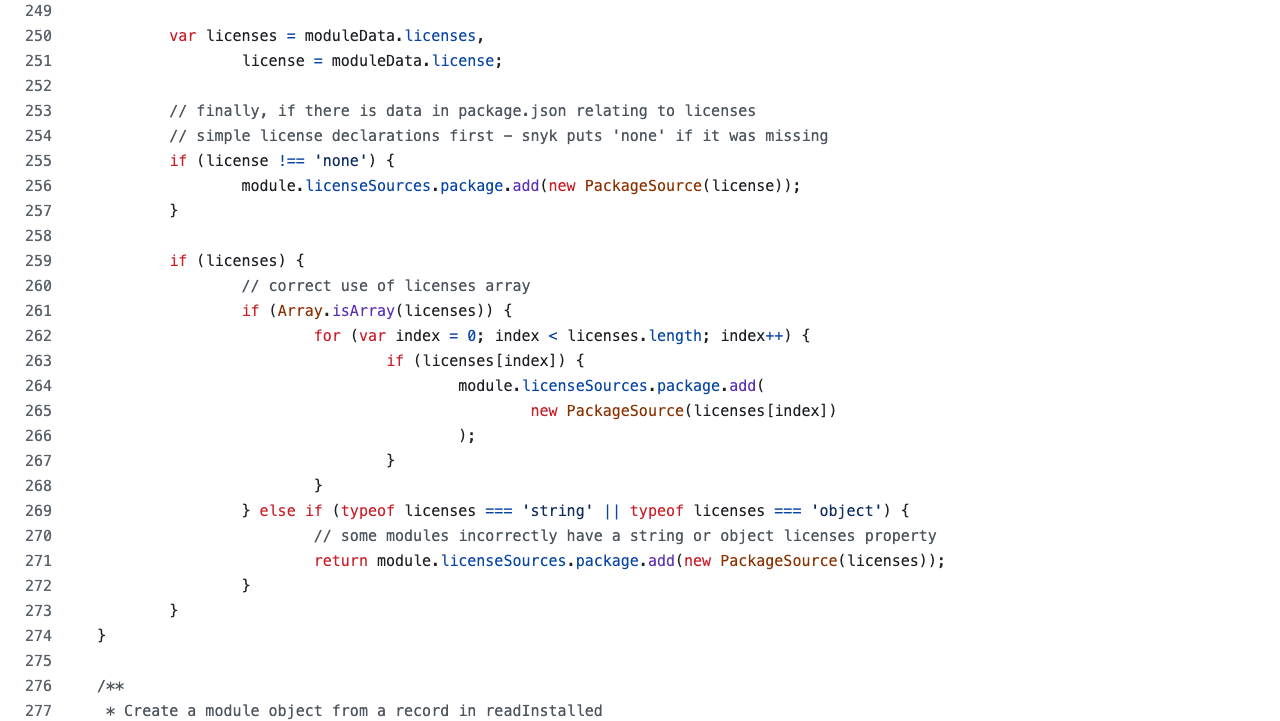 249
250 var licenses = moduleData.licenses,
251 license = moduleData.license;
252
253 // finally, if there is data in package.json relating to licenses
254 // simple license declarations first – snyk puts 'none' if it was missing
255 if (license !== 'none') {
256 module.licenseSources.package.add(new PackageSource(license));
257 }
258
259 if (licenses) {
260 // correct use of licenses array
261 if (Array.isArray(licenses)) {
262 for (var index = 0; index < licenses.length; index++) {
263 if (licenses[index]) {
264 module.licenseSources.package.add(
265 new PackageSource(licenses[index])
266 );
267 }
268 }
269 } else if (typeof licenses === 'string' || typeof licenses === 'object') {
270 // some modules incorrectly have a string or object licenses property
271 return module.licenseSources.package.add(new PackageSource(licenses));
272 }
273 }
274 }
275
276 /**
277 * Create a module object from a record in readInstalled